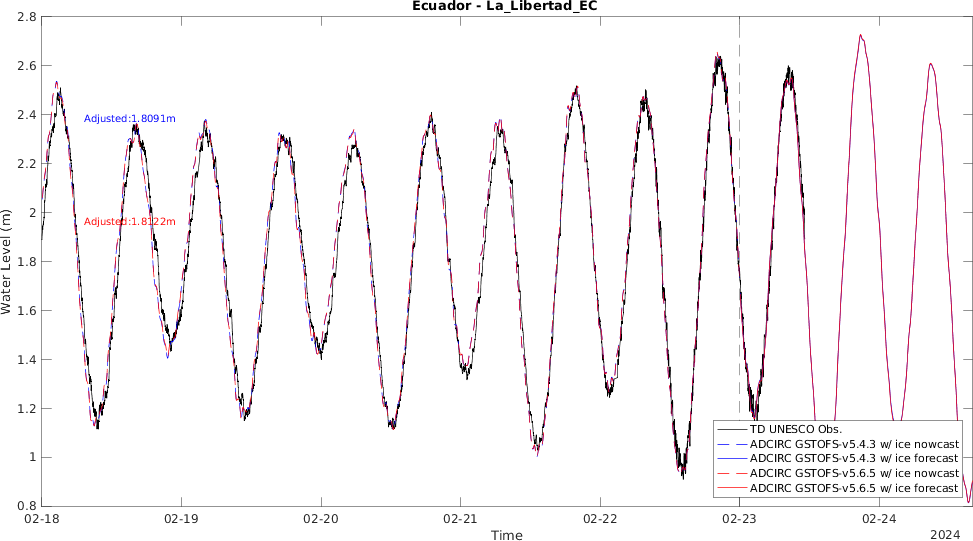 Ecuador - La_Libertad_EC
2.8
2.6
2.4
2.2
2
1.8
1.6
1.4
1.2
1
0.8
Water Level (m)
Adjusted:1.8091m
Adjusted:1.8122m
TD UNESCO Obs.
ADCIRC GSTOFS-v5.4.3 w/ ice nowcast
ADCIRC GSTOFS-v5.4.3 w/ ice forecast
ADCIRC GSTOFS-v5.6.5 w/ ice nowcast
ADCIRC GSTOFS-v5.6.5 w/ ice forecast
02-18 02-19 02-20 02-21 02-22 02-23 02-24
Time
2024